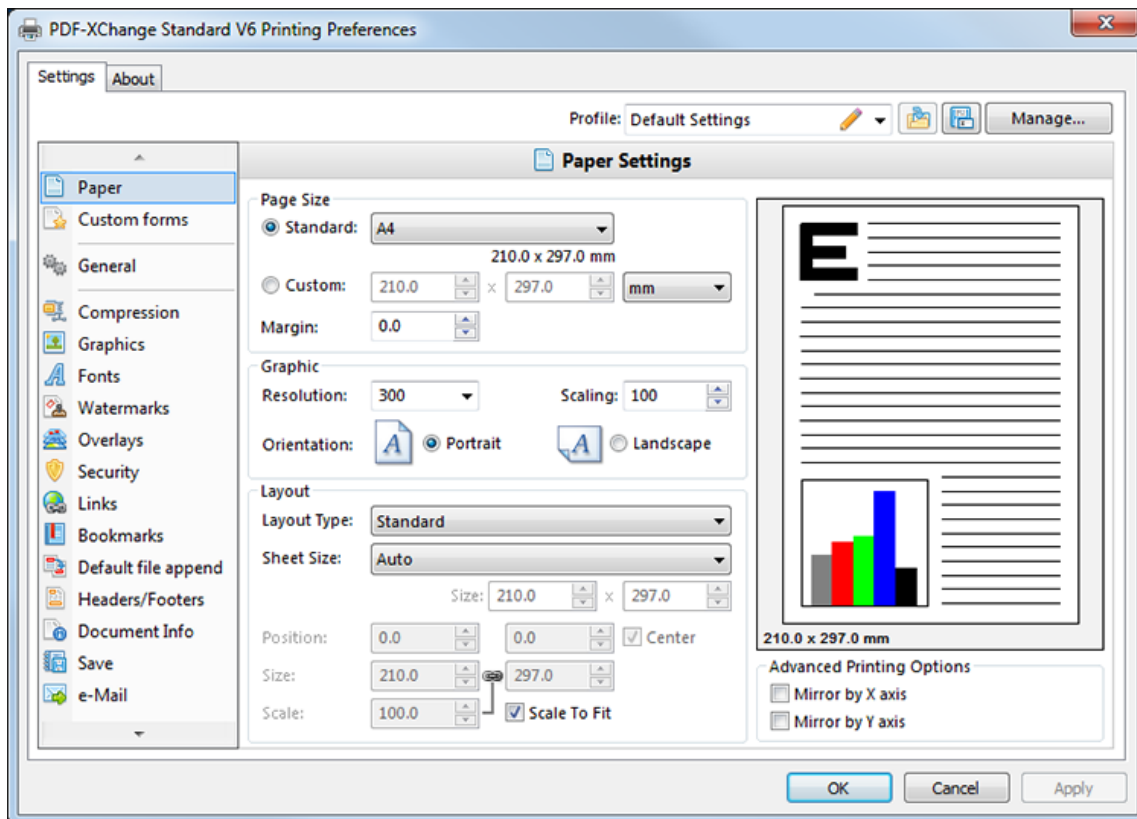 PDF-XChange Standard V6 Printing Preferences
Settings
About
Profile: Default Settings
Manage...
Paper
Custom forms
General
Compression
Graphics
Fonts
Watermarks
Overlays
Security
Links
Bookmarks
Default file append
Headers/Footers
Document Info
Save
e-Mail
Paper Settings
Page Size
Standard: A4
210.0 x 297.0 mm
Custom: 210.0 x 297.0 mm
Margin: 0.0
Graphic
Resolution: 300 Scaling: 100
Orientation: A Portrait A Landscape
Layout
Layout Type: Standard
Sheet Size: Auto
Size: 210.0 x 297.0
Position: 0.0 0.0 Center
Size: 210.0 297.0
Scale: 100.0 Scale To Fit
E
210.0 x 297.0 mm
Advanced Printing Options
Mirror by X axis
Mirror by Y axis
OK Cancel Apply